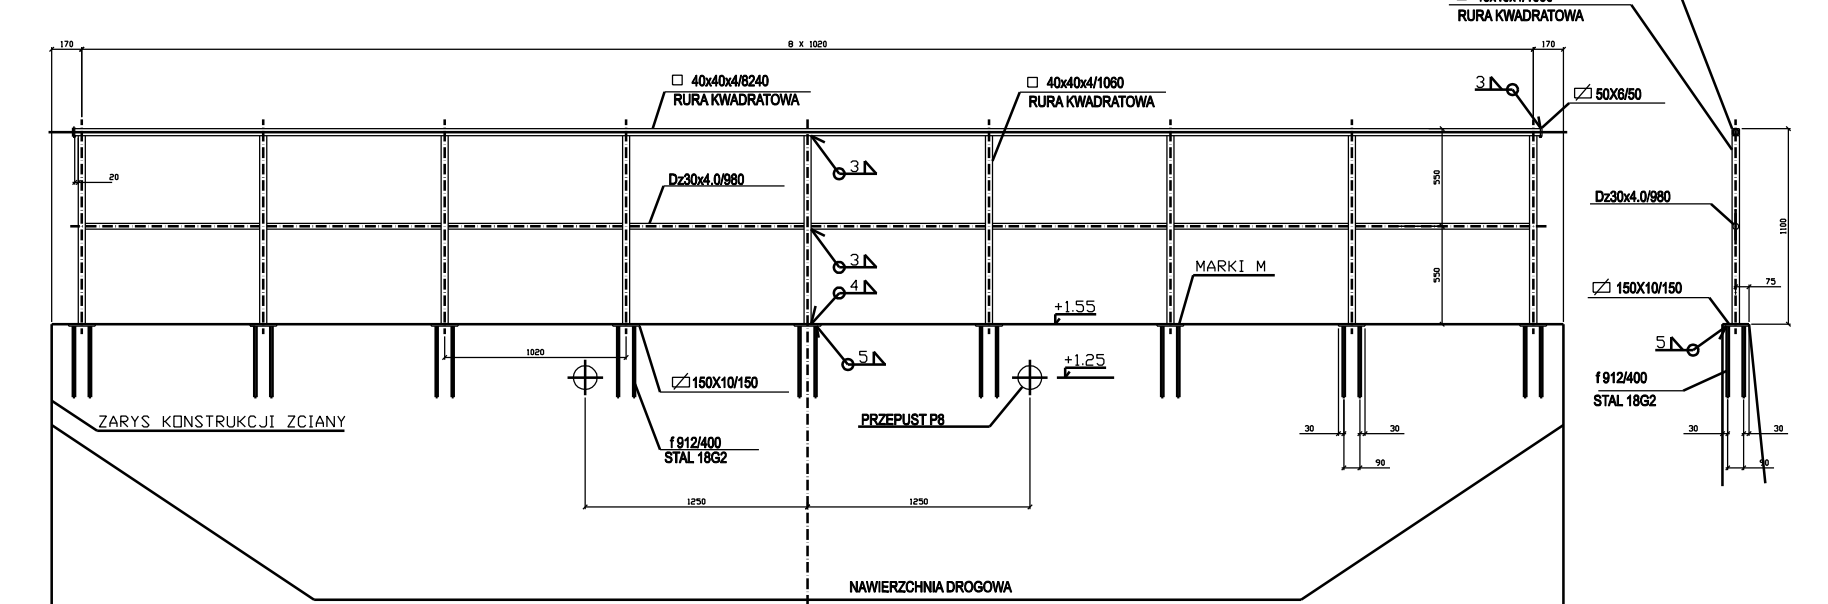 RURA KWADRATOWA
170
8 X 1020
170
40x40x4/8240
RURA KWADRATOWA
40x40x4/1060
RURA KWADRATOWA
3
50X6/50
20
Dz30x4.0/980
3
550
Dz30x4.0/980
1100
3
4
MARKI M
550
75
150X10/150
+1.55
1020
5
+1.25
5
150X10/150
f 912/400
STAL 18G2
ZARYS KONSTRUKCJI ZCIANY
PRZEPUST P8
30
30
30
30
f 912/400
STAL 18G2
90
90
1250
1250
NAWIERZCHNIA DROGOWA